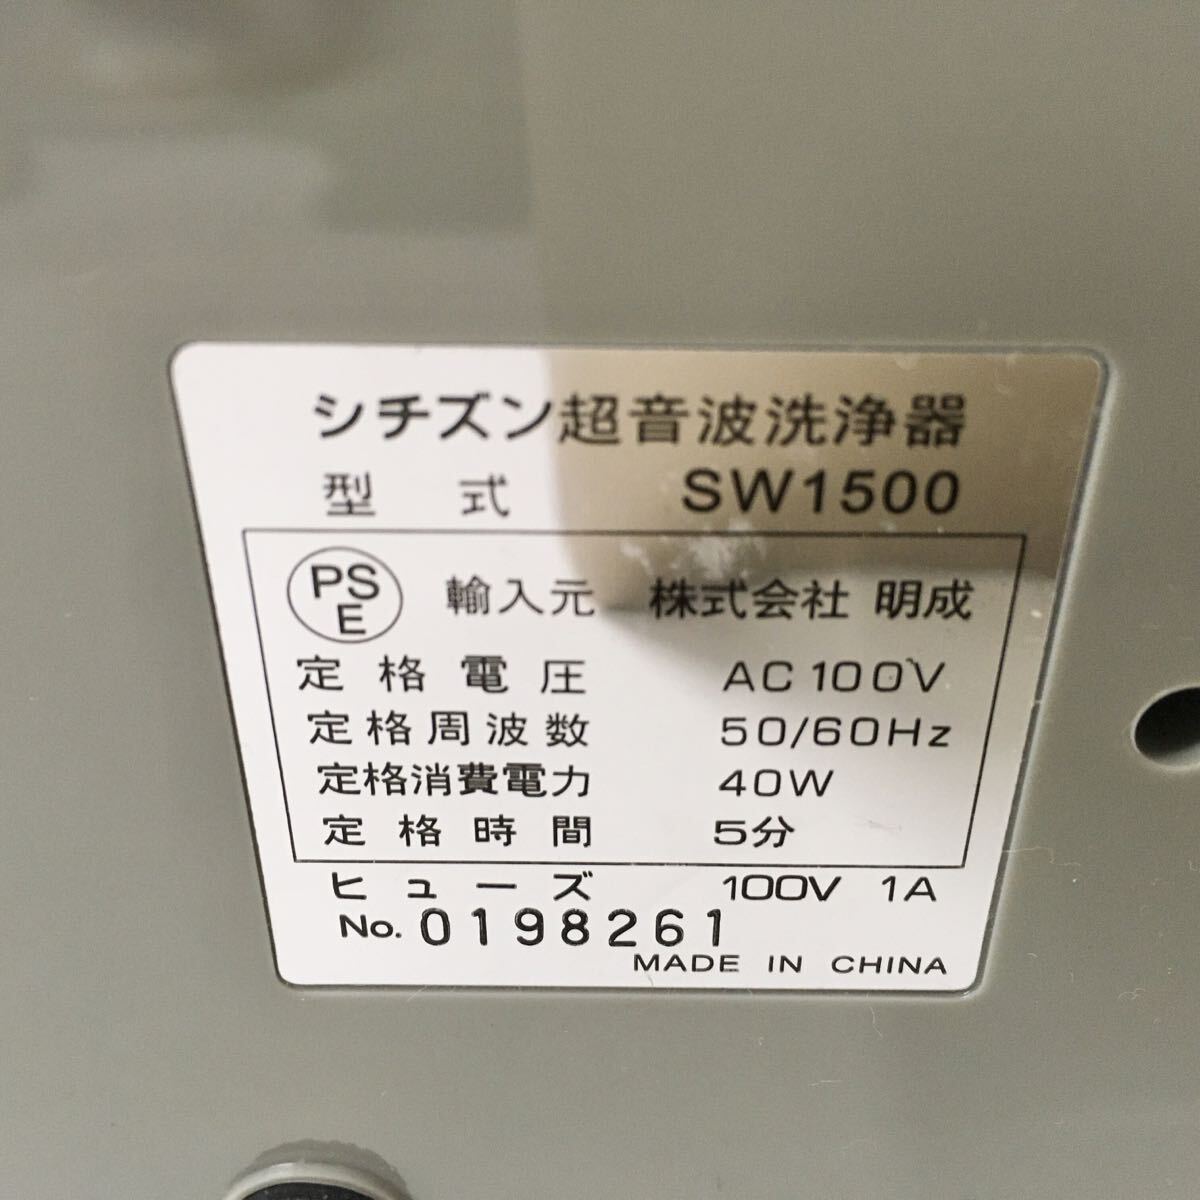 シチズン超音波洗浄器
型式 SW1500
PSE 輸入元 株式会社 明成
定格電圧 AC100V
定格周波数 50/60Hz
定格消費電力 40W
定格時間 5分
ヒューズ 100V 1A
No. 0198261
MADE IN CHINA